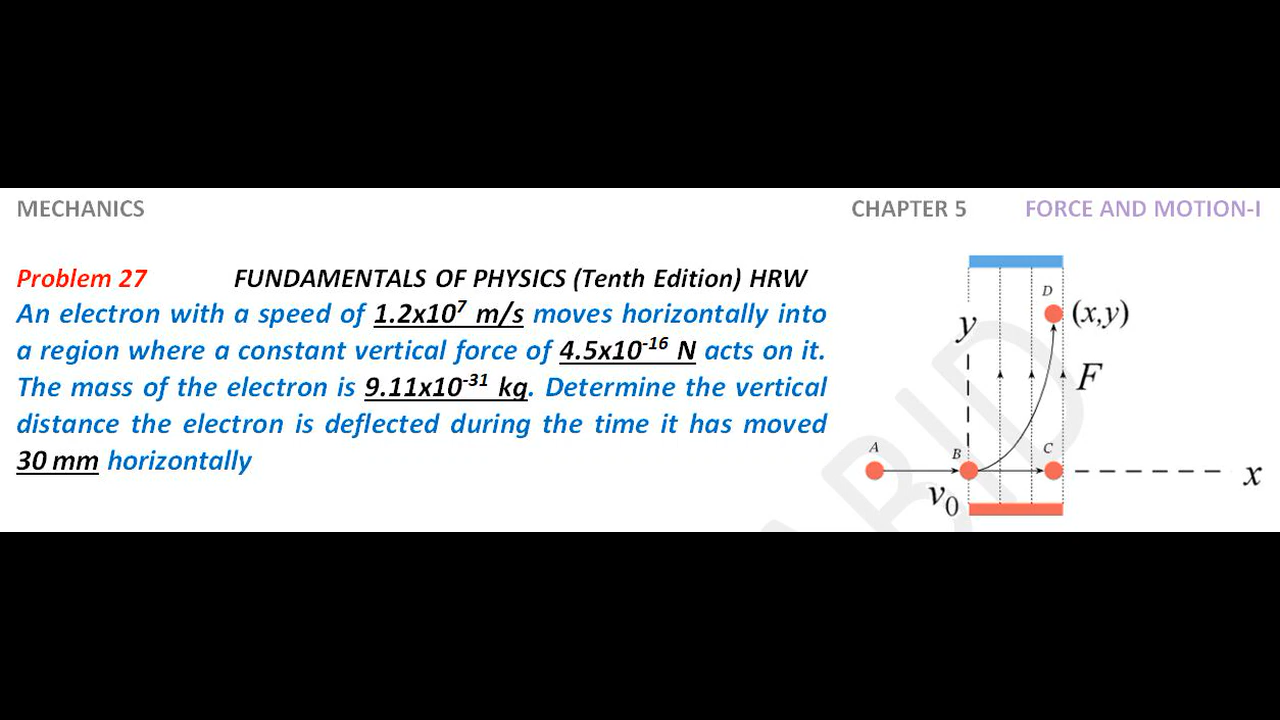 MECHANICS CHAPTER 5 FORCE AND MOTION-I
Problem 27 FUNDAMENTALS OF PHYSICS (Tenth Edition) HRW
An electron with a speed of 1.2x10⁷ m/s moves horizontally into
a region where a constant vertical force of 4.5x10⁻¹⁶ N acts on it.
The mass of the electron is 9.11x10⁻³¹ kg. Determine the vertical
distance the electron is deflected during the time it has moved
30 mm horizontally
D
(x,y)
y
F
A
B
C
x
v₀